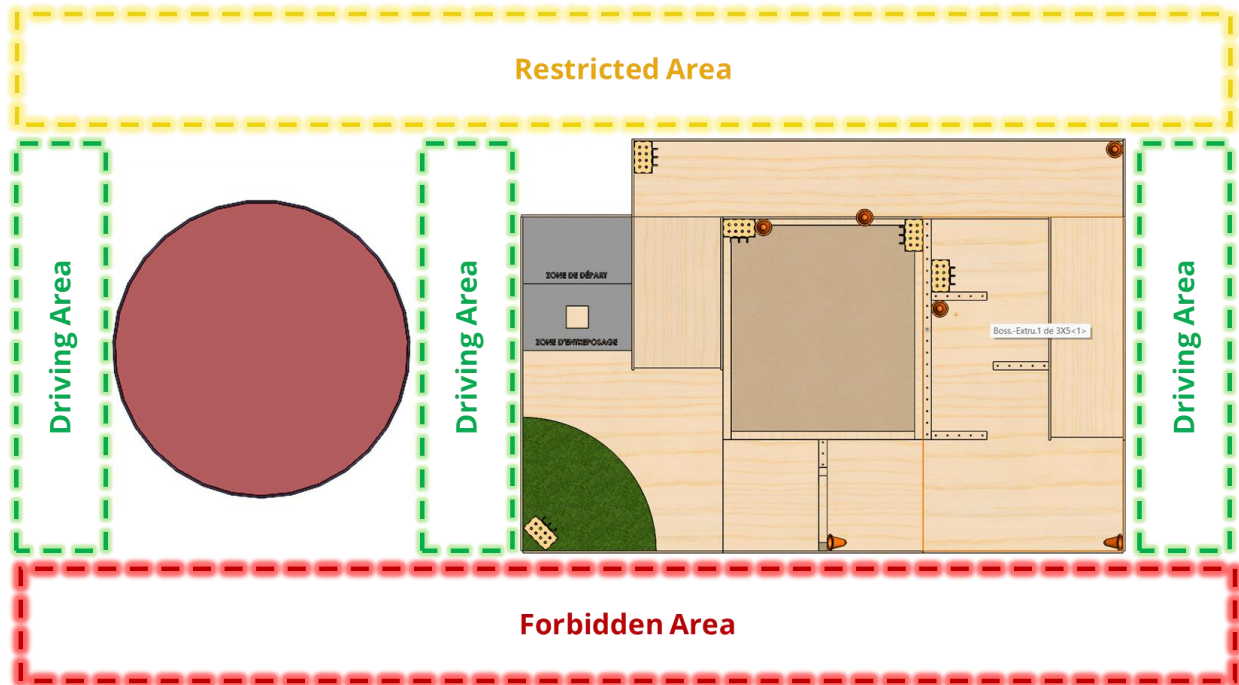 Restricted Area
Driving Area
Driving Area
ZONE DE DÉPART
ZONE D'ENTREPOSAGE
Boss.-Extru.1 de 3X5<1>
Driving Area
Forbidden Area